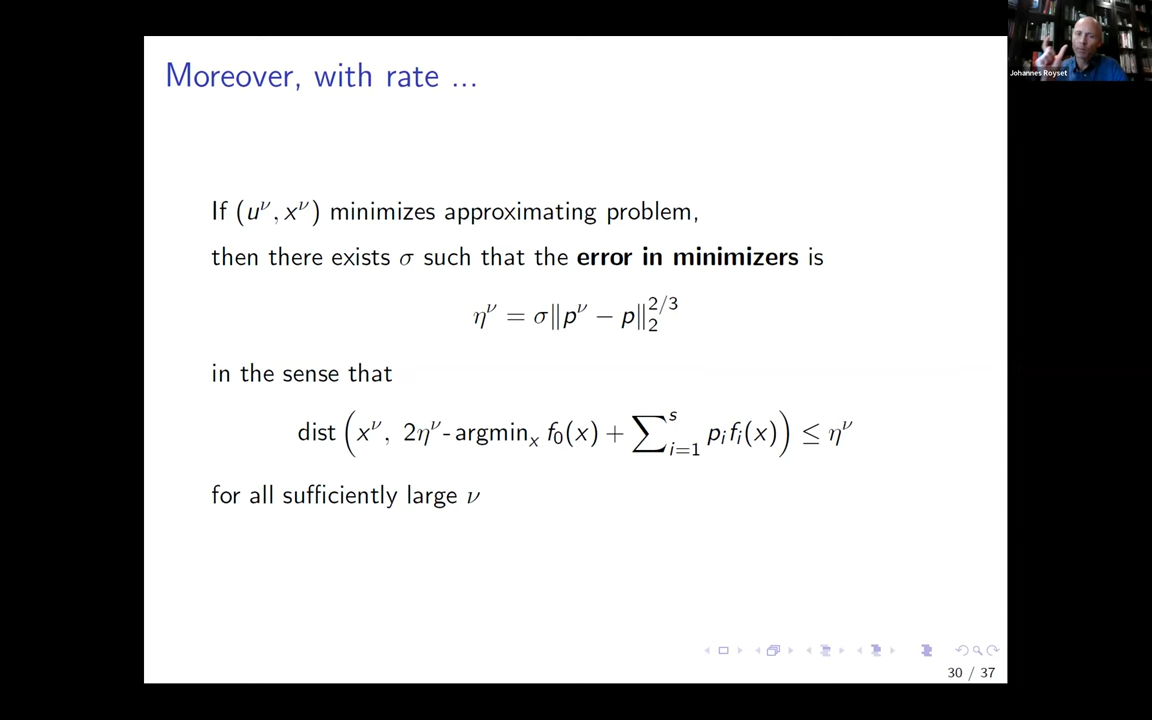 Moreover, with rate ...
Johannes Royset
If (u^ν, x^ν) minimizes approximating problem,
then there exists σ such that the error in minimizers is
η^ν = σ‖p^ν − p‖_2^{2/3}
in the sense that
dist (x^ν, 2η^ν- argmin_x f_0(x) + ∑_{i=1}^s p_i f_i(x)) ≤ η^ν
for all sufficiently large ν
30 / 37